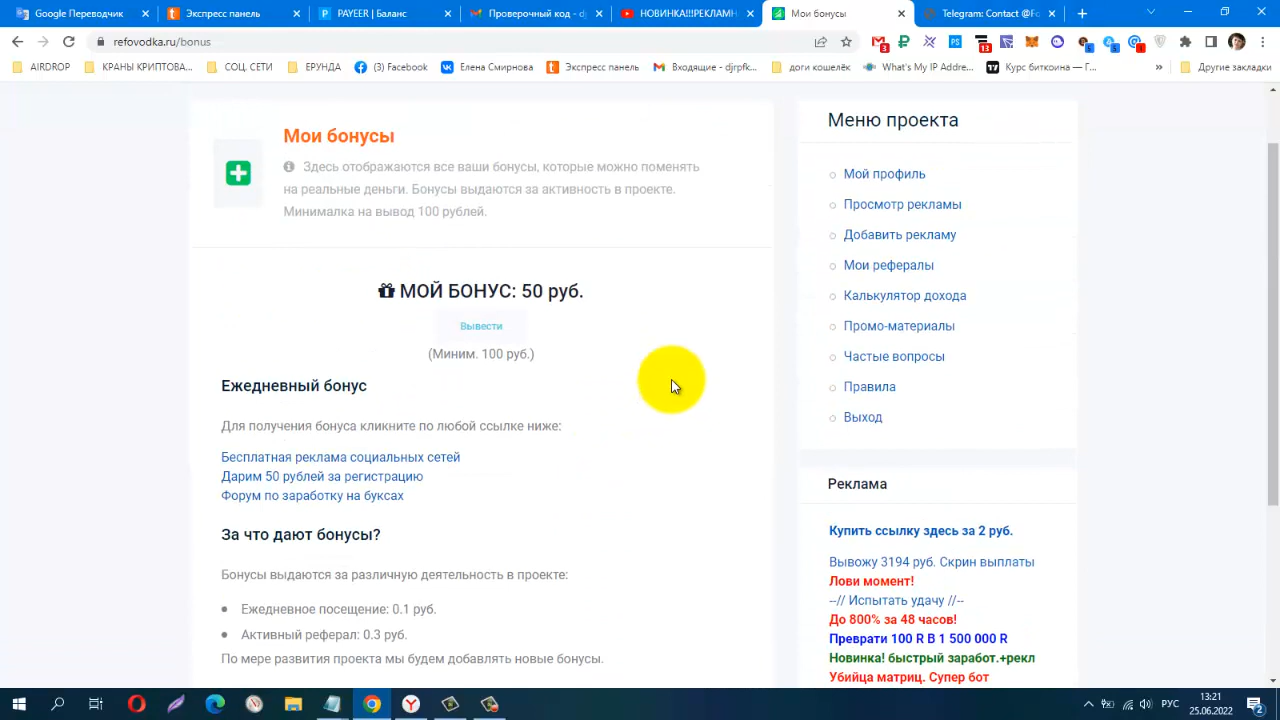 Google Переводчик
Экспресс панель
PAYEER | Баланс
Проверочный код - d
НОВИНКА!!!РЕКЛАМН
Мои бонусы
Telegram: Contact @Fo
refovodka.ru/bonus
AIRDROP
КРАНЫ КРИПТОВА...
СОЦ. СЕТИ
ЕРУНДА
(3) Facebook
Елена Смирнова
Экспресс панель
Входящие - djrpfk...
доги кошелёк
What's My IP Addre...
Курс биткоина — Г...
»
Другие закладки
Мои бонусы
Здесь отображаются все ваши бонусы, которые можно поменять
на реальные деньги. Бонусы выдаются за активность в проекте.
Минималка на вывод 100 рублей.
МОЙ БОНУС: 50 руб.
Вывести
(Миним. 100 руб.)
Ежедневный бонус
Для получения бонуса кликните по любой ссылке ниже:
Бесплатная реклама социальных сетей
Дарим 50 рублей за регистрацию
Форум по заработку на буксах
За что дают бонусы?
Бонусы выдаются за различную деятельность в проекте:
Ежедневное посещение: 0.1 руб.
Активный реферал: 0.3 руб.
По мере развития проекта мы будем добавлять новые бонусы.
Меню проекта
Мой профиль
Просмотр рекламы
Добавить рекламу
Мои рефералы
Калькулятор дохода
Промо-материалы
Частые вопросы
Правила
Выход
Реклама
Купить ссылку здесь за 2 руб.
Вывожу 3194 руб. Скрин выплаты
Лови момент!
--// Испытать удачу //--
До 800% за 48 часов!
Преврати 100 R В 1 500 000 R
Новинка! быстрый заработ.+рекл
Убийца матриц. Супер бот
РУС
13:21
25.06.2022